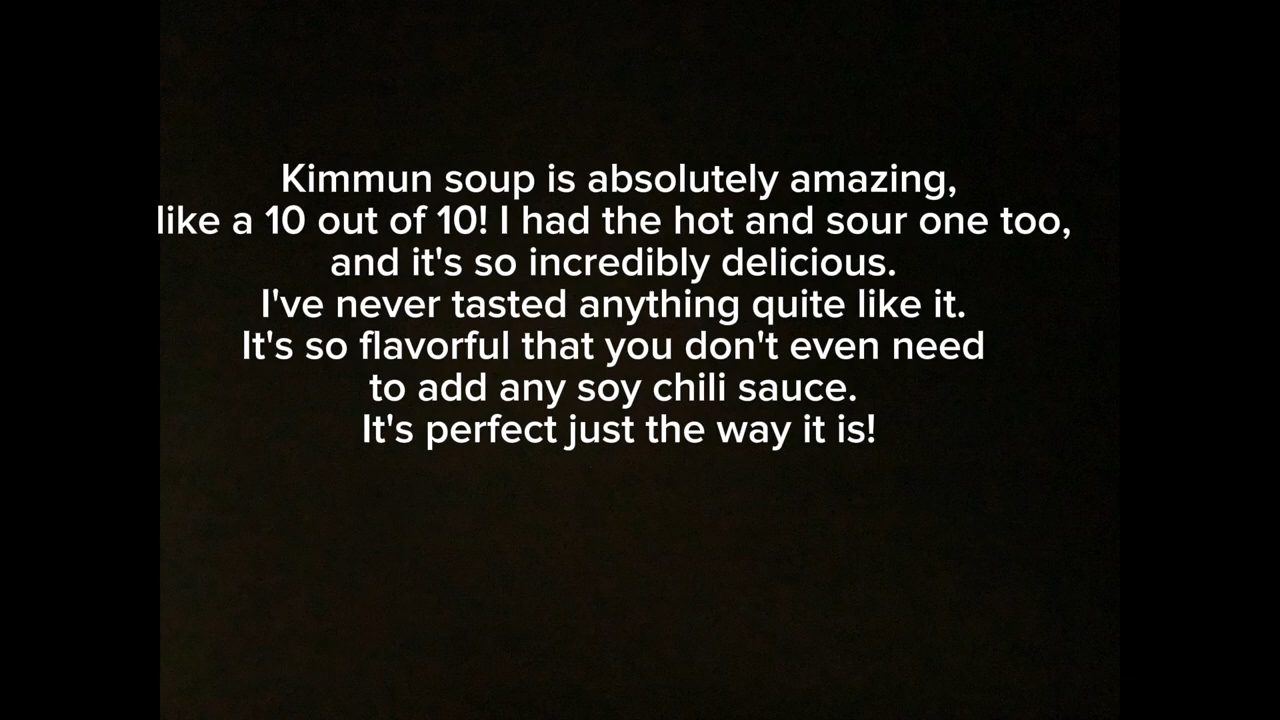 Kimmun soup is absolutely amazing,
like a 10 out of 10! I had the hot and sour one too,
and it's so incredibly delicious.
I've never tasted anything quite like it.
It's so flavorful that you don't even need
to add any soy chili sauce.
It's perfect just the way it is!